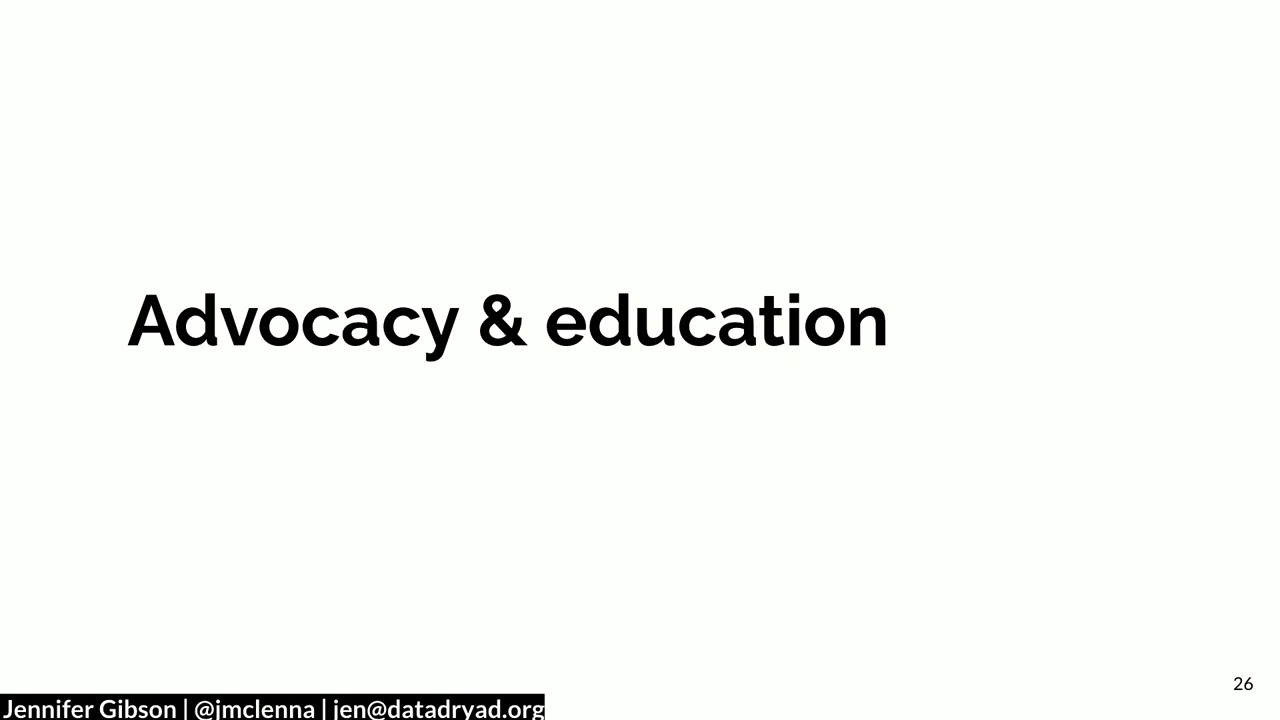 Advocacy & education
26
Jennifer Gibson | @jmclenna | jen@datadryad.org